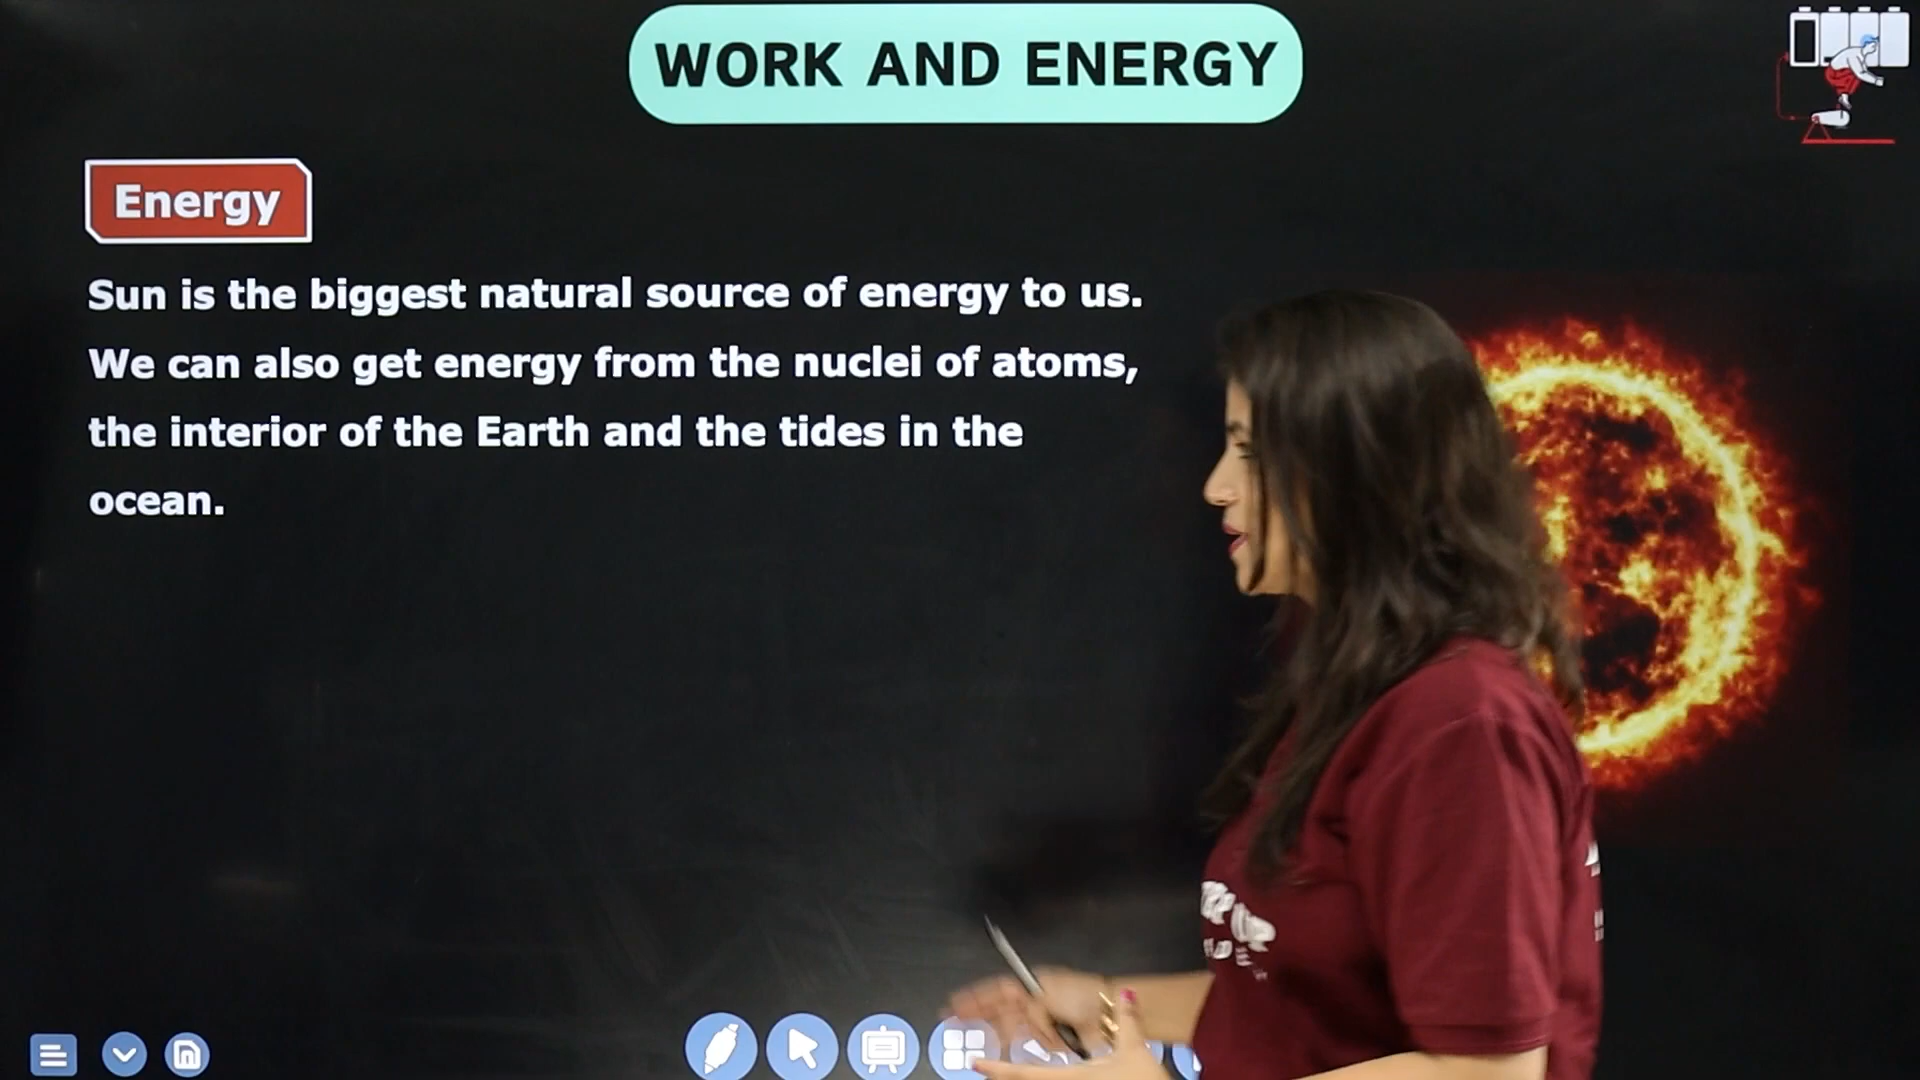 WORK AND ENERGY
Energy
Sun is the biggest natural source of energy to us.
We can also get energy from the nuclei of atoms,
the interior of the Earth and the tides in the
ocean.